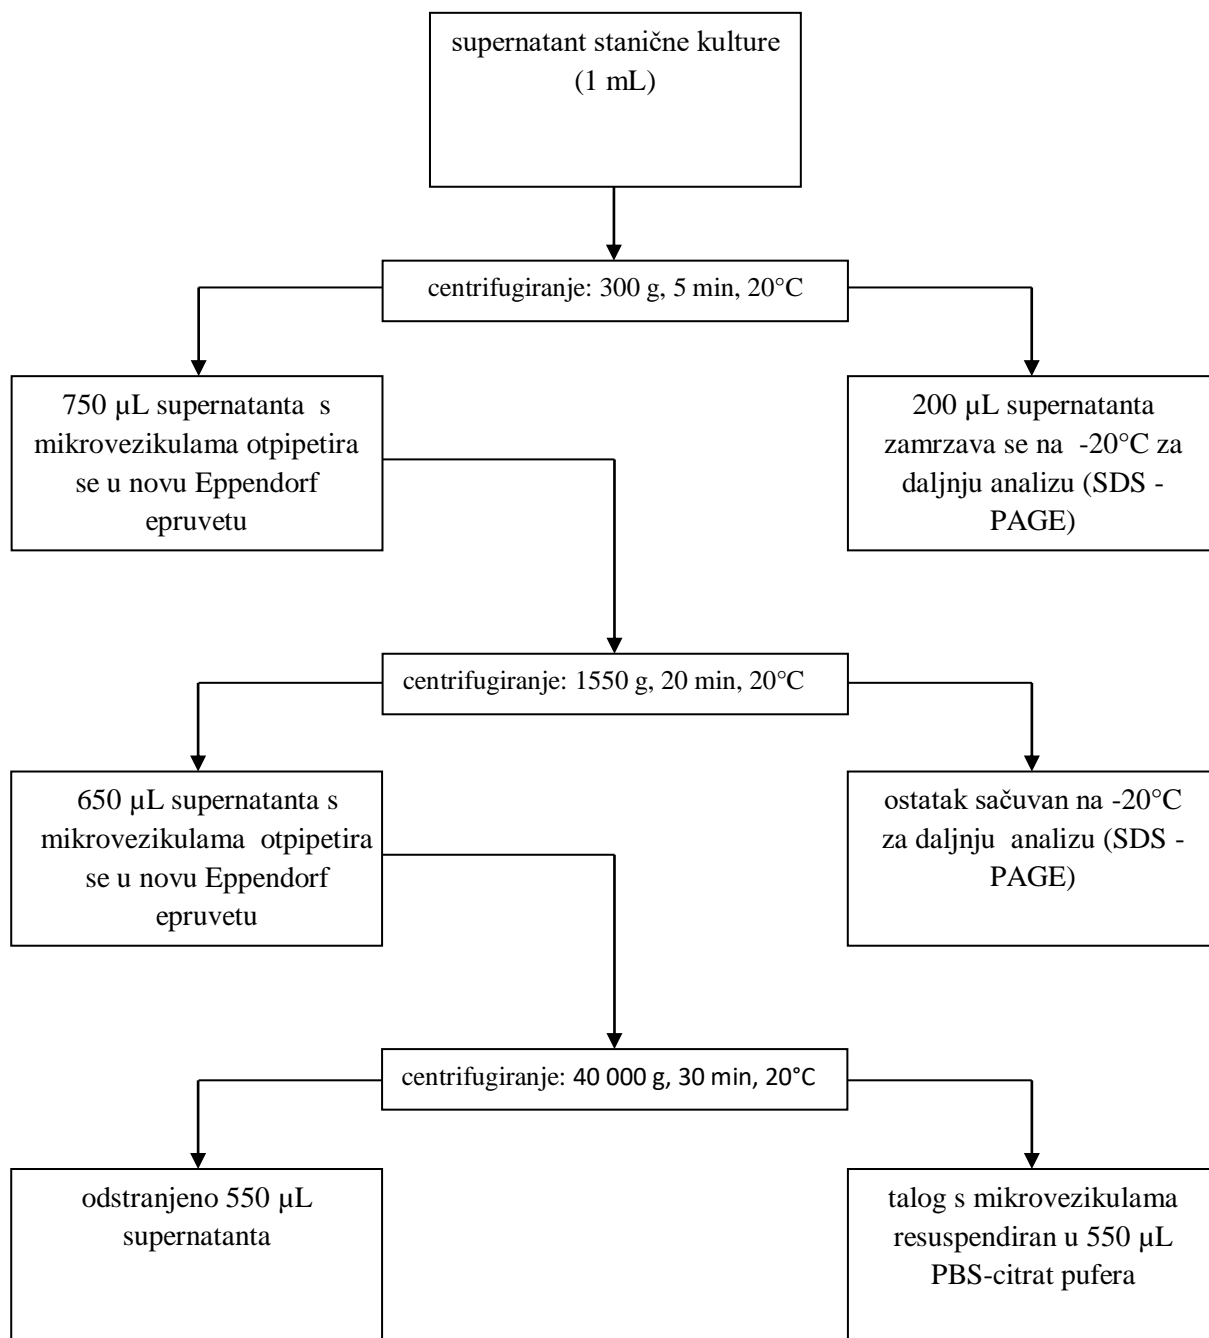 supernatant stanične kulture
(1 mL)
centrifugiranje: 300 g, 5 min, 20°C
750 µL supernatanta s
mikrovezikulama otpipetira
se u novu Eppendorf
epruvetu
200 µL supernatanta
zamrzava se na -20°C za
daljnju analizu (SDS -
PAGE)
centrifugiranje: 1550 g, 20 min, 20°C
650 µL supernatanta s
mikrovezikulama otpipetira
se u novu Eppendorf
epruvetu
ostatak sačuvan na -20°C
za daljnju analizu (SDS -
PAGE)
centrifugiranje: 40 000 g, 30 min, 20°C
odstranjeno 550 µL
supernatanta
talog s mikrovezikulama
resuspendiran u 550 µL
PBS-citrat pufera